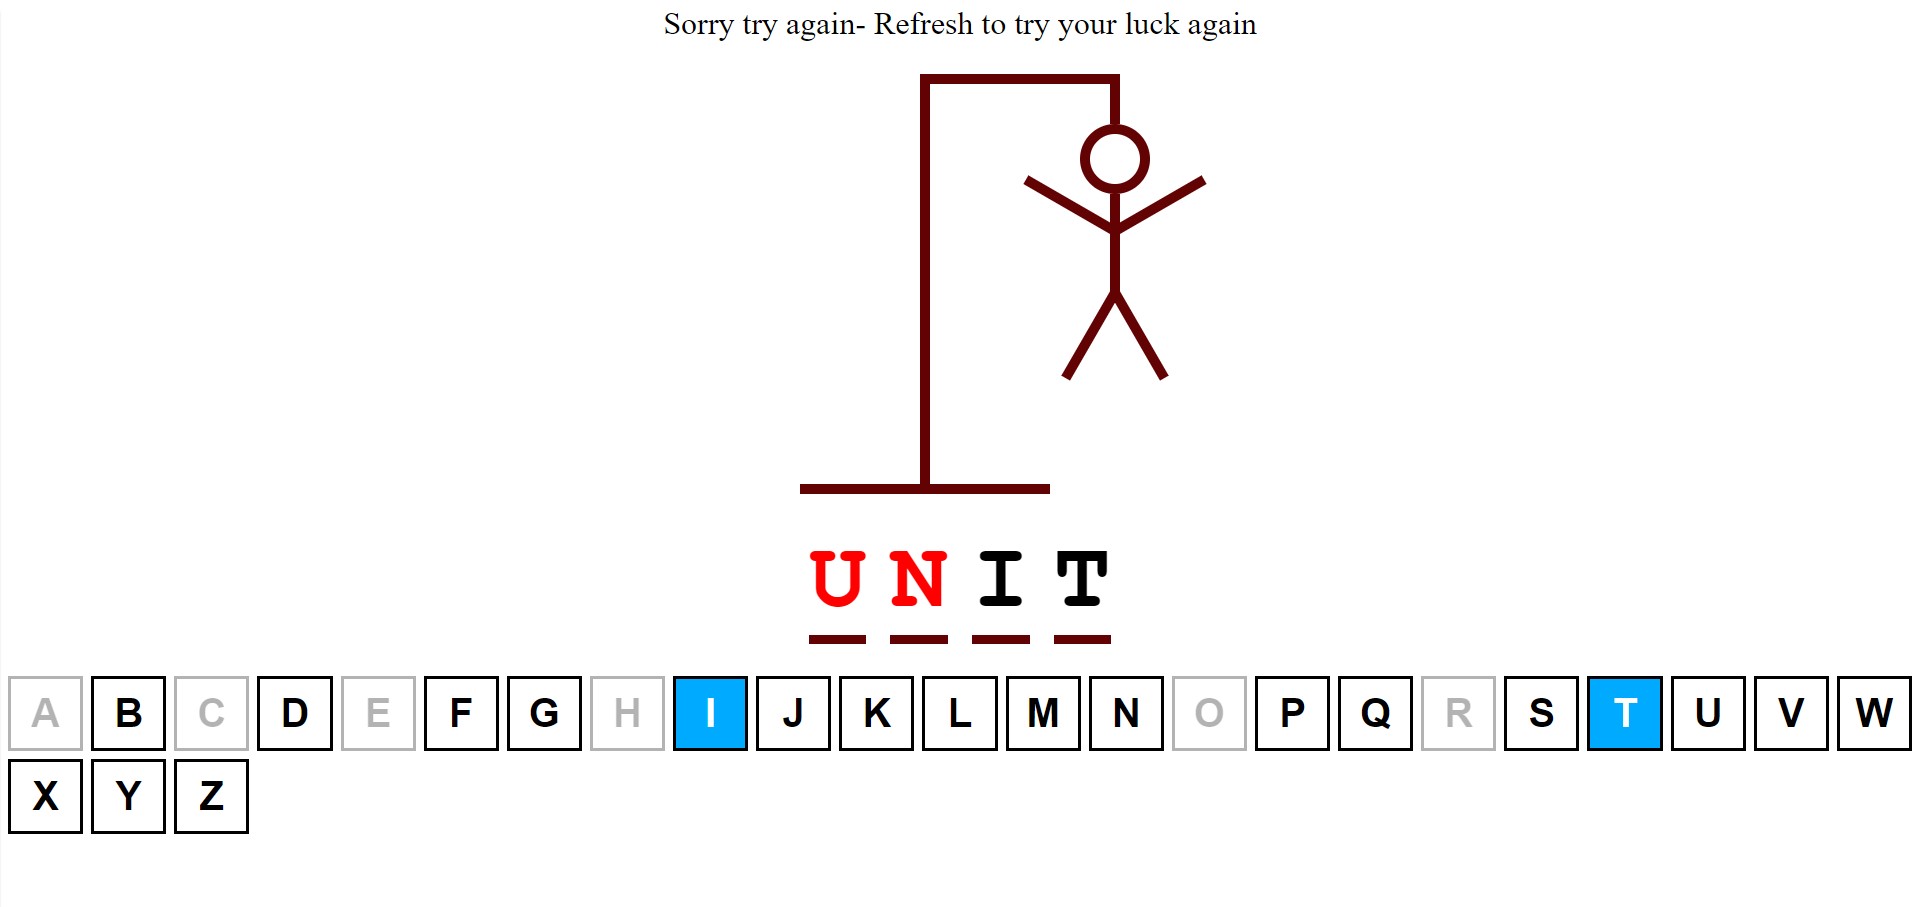 Sorry try again- Refresh to try your luck again
U N I T
A B C D E F G H I J K L M N O P Q R S T U V W
X Y Z